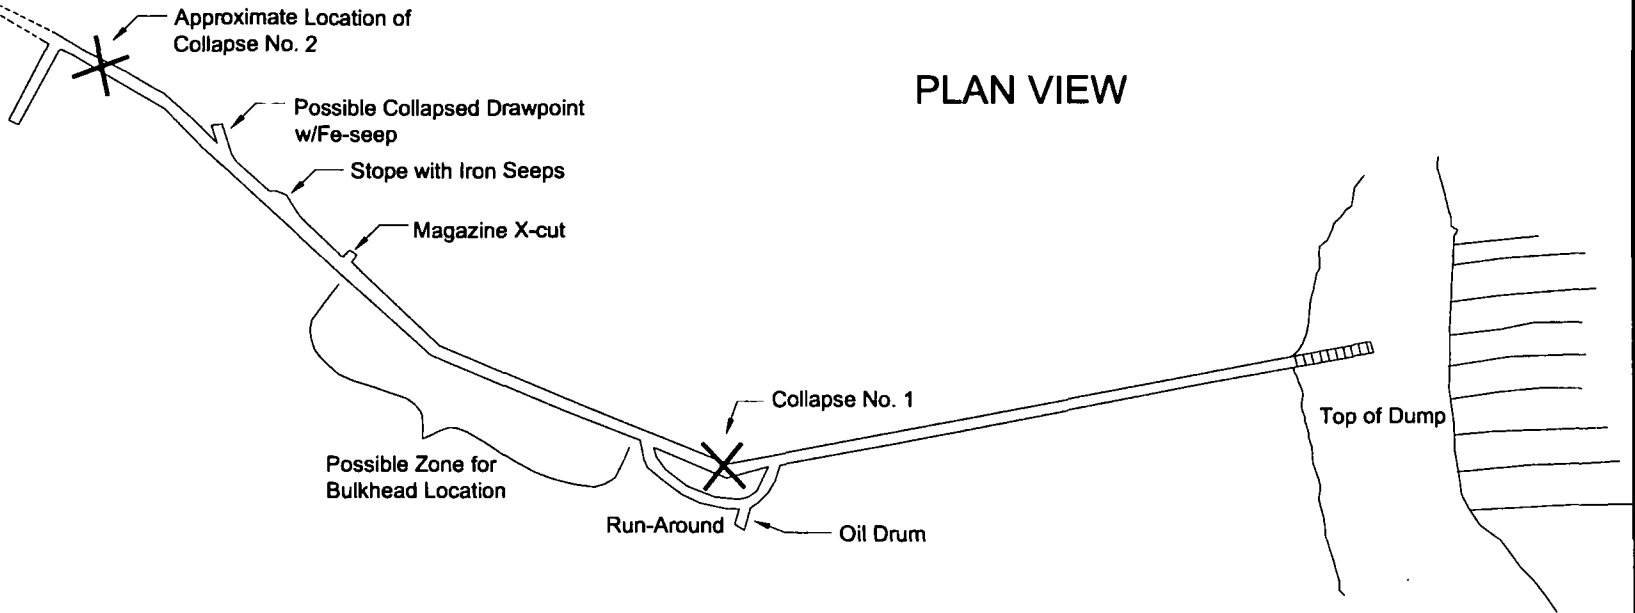 Approximate Location of
Collapse No. 2
PLAN VIEW
Possible Collapsed Drawpoint
w/Fe-seep
Stope with Iron Seeps
Magazine X-cut
Collapse No. 1
Top of Dump
Possible Zone for
Bulkhead Location
Run-Around
Oil Drum